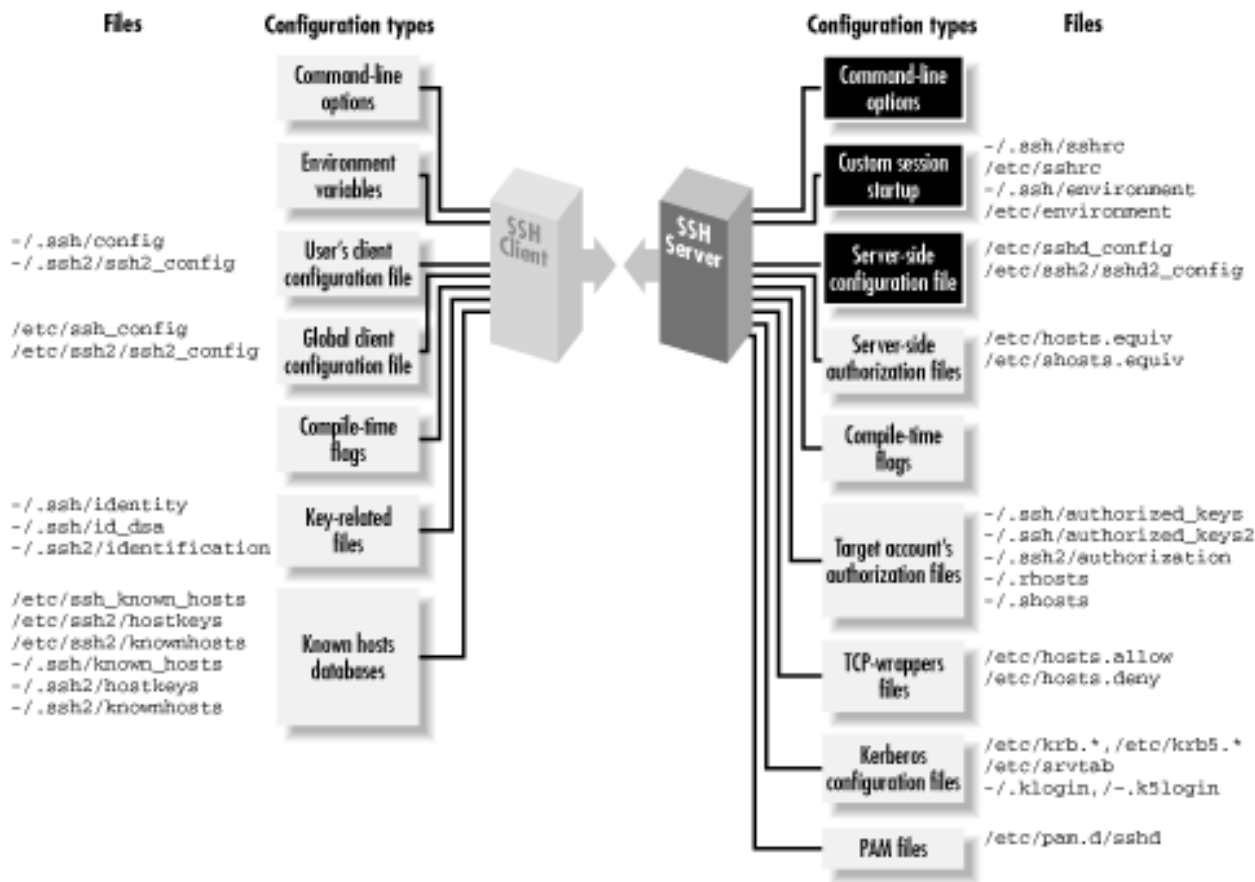 Files
Configuration types
Command-line
options
Environment
variables
-/.ssh/config
-/.ssh2/ssh2_config
User's client
configuration file
/etc/ssh_config
/etc/ssh2/ssh2_config
Global client
configuration file
Compile-time
flags
-/.ssh/identity
-/.ssh/id_dsa
-/.ssh2/identification
Key-related
files
/etc/ssh_known_hosts
/etc/ssh2/hostkeys
/etc/ssh2/knownhosts
-/.ssh/known_hosts
-/.ssh2/hostkeys
-/.ssh2/knownhosts
Known hosts
databases
SSH
Client
SSH
Server
Configuration types
Files
Command-line
options
Custom session
startup
-/.ssh/sshrc
/etc/sshrc
-/.ssh/environment
/etc/environment
Server-side
configuration file
/etc/sshd_config
/etc/ssh2/sshd2_config
Server-side
authorization files
/etc/hosts.equiv
/etc/shosts.equiv
Compile-time
flags
Target account's
authorization files
-/.ssh/authorized_keys
-/.ssh/authorized_keys2
-/.ssh2/authorization
-/.rhosts
-/.shosts
TCP-wrappers
files
/etc/hosts.allow
/etc/hosts.deny
Kerberos
configuration files
/etc/krb.*,/etc/krb5.*
/etc/srvtab
-/.klogin,/-.k5login
PAM files
/etc/pam.d/sshd